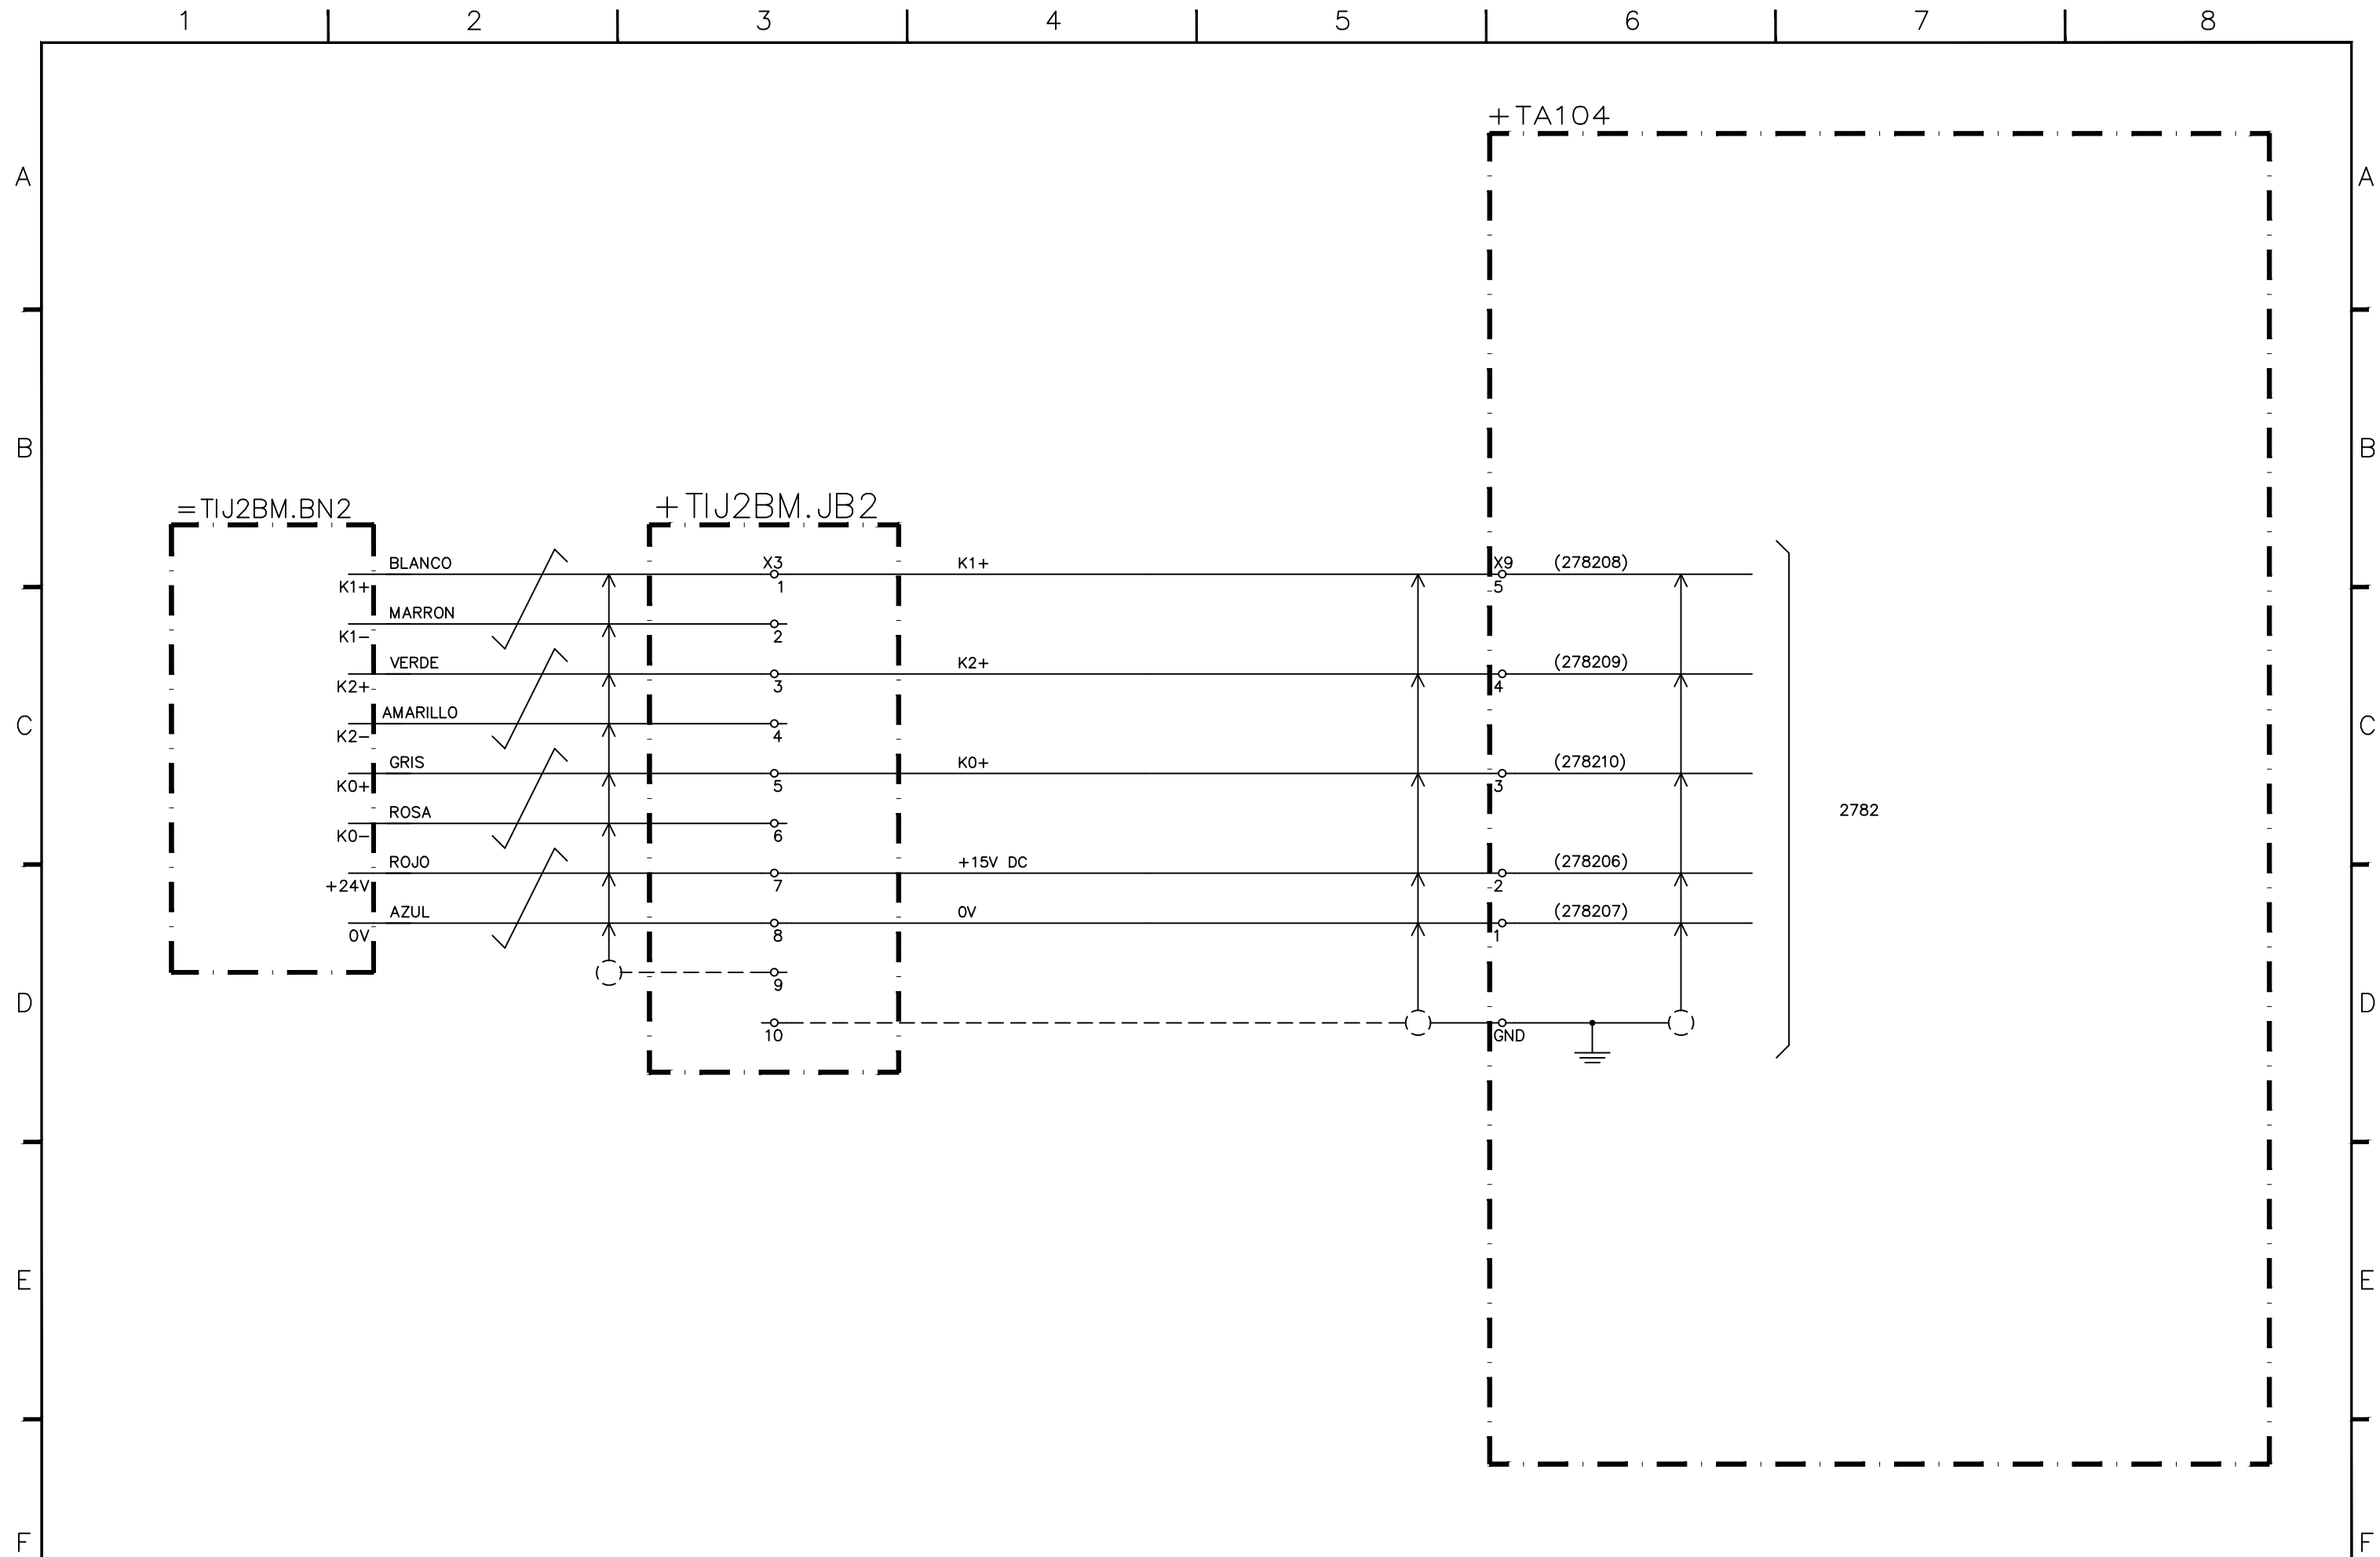 1 2 3 4 5 6 7 8
+TA104
A A
B B
=TIJ2BM.BN2 +TIJ2BM.JB2
BLANCO X3 K1+ X9 (278208)
K1+ 1 5
MARRON
K1- 2
VERDE K2+ (278209)
K2+ 3 4
AMARILLO
C C
K2- 4
GRIS K0+ (278210)
K0+ 5 3
ROSA 2782
K0- 6
ROJO +15V DC (278206)
+24V 7 2
AZUL 0V (278207)
0V 8 1
9
D D
10 GND
E E
F F